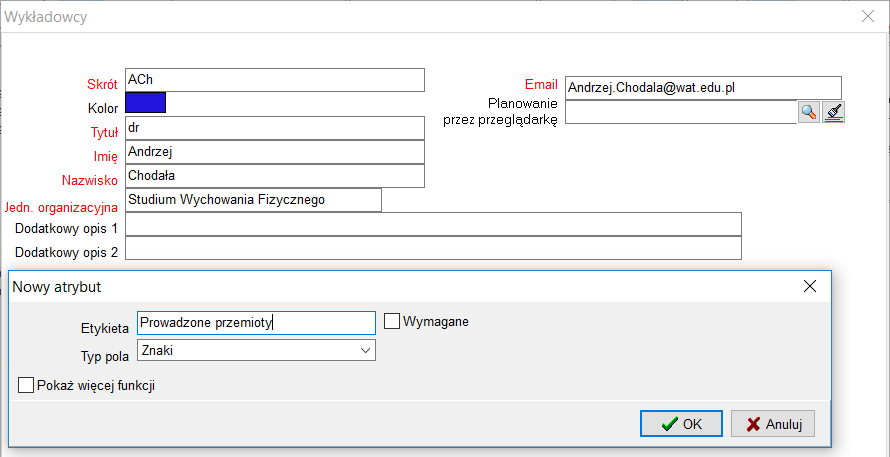 Wykładowcy
Skrót ACh
Kolor
Tytuł dr
Imię Andrzej
Nazwisko Chodała
Jedn. organizacyjna Studium Wychowania Fizycznego
Dodatkowy opis 1
Dodatkowy opis 2
Email Andrzej.Chodala@wat.edu.pl
Planowanie
przez przeglądarkę
Nowy atrybut
Etykieta Prowadzone przemioty Wymagane
Typ pola Znaki
Pokaż więcej funkcji
OK Anuluj